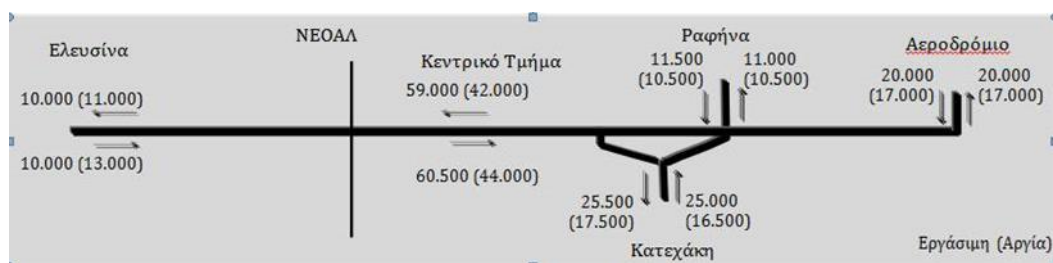 Ελευσίνα
10.000 (11.000)
10.000 (13.000)
ΝΕΟΑΛ
Κεντρικό Τμήμα
59.000 (42.000)
60.500 (44.000)
Ραφήνα
11.500
(10.500)
11.000
(10.500)
25.500
(17.500)
25.000
(16.500)
Κατεχάκη
Αεροδρόμιο
20.000
(17.000)
20.000
(17.000)
Εργάσιμη (Αργία)